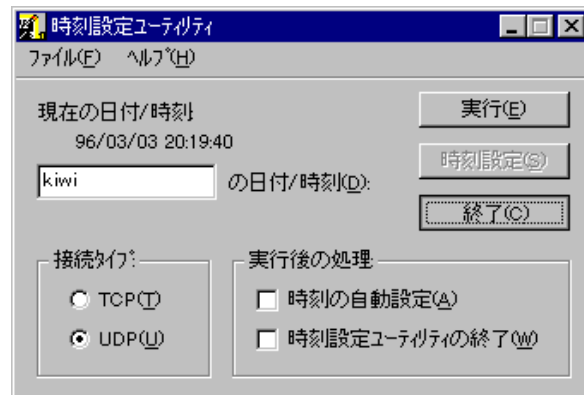 時刻設定ユーティリティ
ファイル(F) ヘルプ(H)
現在の日付/時刻:
96/03/03 20:19:40
実行(E)
時刻設定(S)
kiwi の日付/時刻(D):
終了(C)
接続タイプ:
TCP(T)
UDP(U)
実行後の処理:
時刻の自動設定(A)
時刻設定ユーティリティの終了(W)